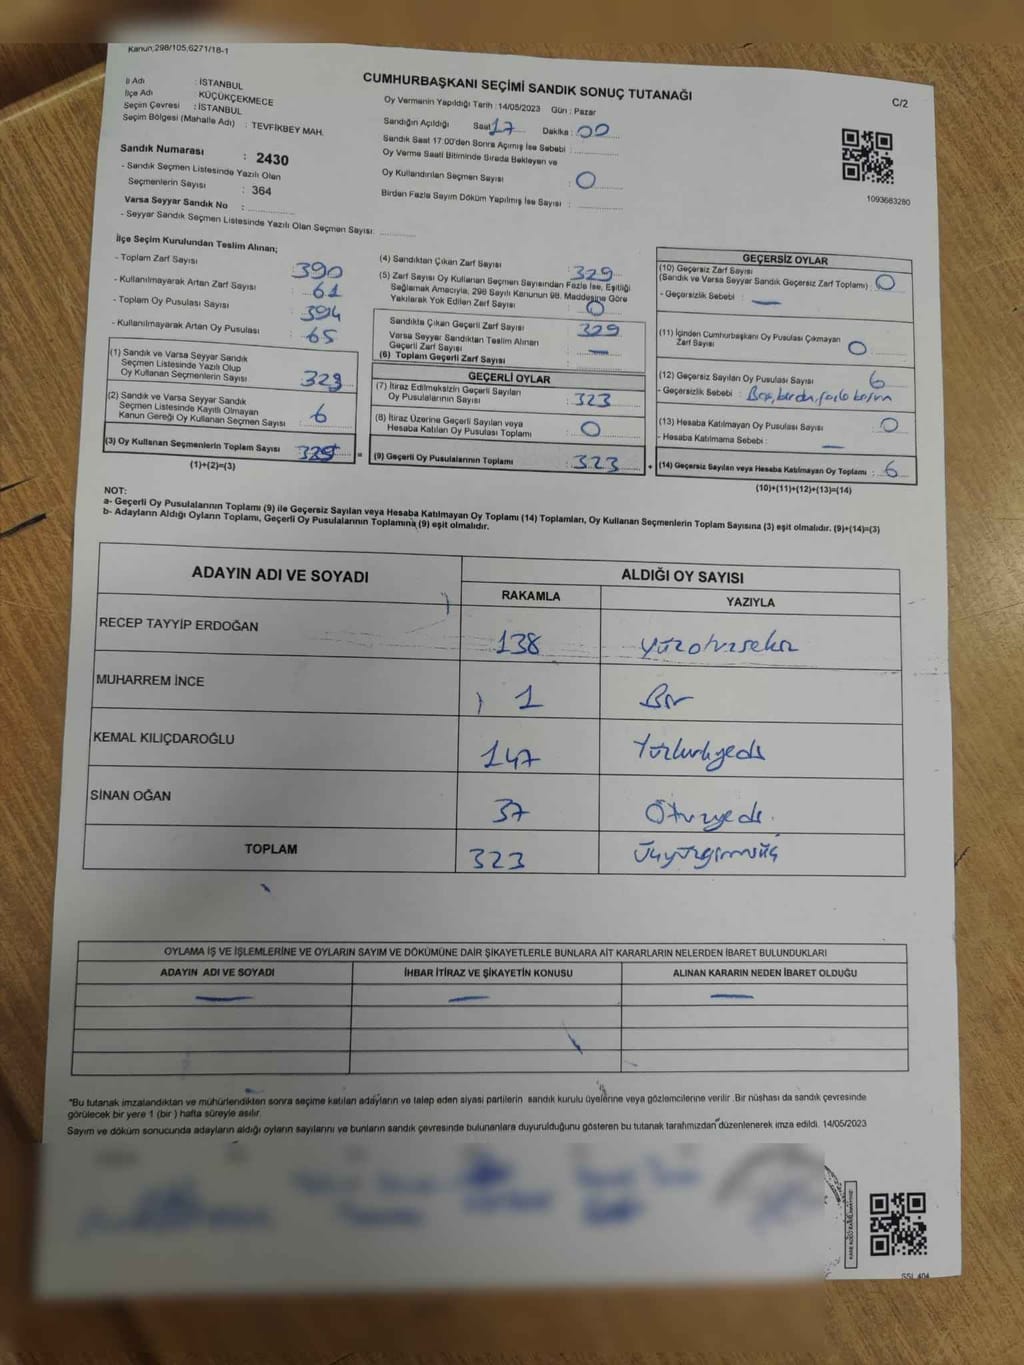 Kanun,298/105,6271/18-1
CUMHURBAŞKANI SEÇİMİ SANDIK SONUÇ TUTANAĞI
C/2
İl Adı : İSTANBUL
İlçe Adı : KÜÇÜKÇEKMECE
Seçim Çevresi : İSTANBUL
Seçim Bölgesi (Mahalle Adı) : TEVFİKBEY MAH.
Sandık Numarası : 2430
- Sandık Seçmen Listesinde Yazılı Olan
Seçmenlerin Sayısı : 364
Varsa Seyyar Sandık No :
- Seyyar Sandık Seçmen Listesinde Yazılı Olan Seçmen Sayısı:
Oy Vermenin Yapıldığı Tarih : 14/05/2023 Gün : Pazar
Sandığın Açıldığı Saat 17 Dakika : 00
Sandık Saat 17:00'den Sonra Açılmış İse Sebebi :
Oy Verme Saati Bitiminde Sırada Bekleyen ve
Oy Kullandırılan Seçmen Sayısı : 0
Birden Fazla Sayım Döküm Yapılmış İse Sayısı :
1093683280
İlçe Seçim Kurulundan Teslim Alınan;
- Toplam Zarf Sayısı : 390
- Kullanılmayarak Artan Zarf Sayısı : 61
- Toplam Oy Pusulası Sayısı : 394
- Kullanılmayarak Artan Oy Pusulası : 65
(1) Sandık ve Varsa Seyyar Sandık
Seçmen Listesinde Yazılı Olup
Oy Kullanan Seçmenlerin Sayısı : 323
(2) Sandık ve Varsa Seyyar Sandık
Seçmen Listesinde Kayıtlı Olmayan
Kanun Gereği Oy Kullanan Seçmen Sayısı : 6
(3) Oy Kullanan Seçmenlerin Toplam Sayısı : 329 =
(1)+(2)=(3)
(4) Sandıktan Çıkan Zarf Sayısı : 329
(5) Zarf Sayısı Oy Kullanan Seçmen Sayısından Fazla İse, Eşitliği
Sağlamak Amacıyla, 298 Sayılı Kanunun 98. Maddesine Göre
Yakılarak Yok Edilen Zarf Sayısı : 0
Sandıkta Çıkan Geçerli Zarf Sayısı : 329
Varsa Seyyar Sandıktan Teslim Alınan
Geçerli Zarf Sayısı : —
(6) Toplam Geçerli Zarf Sayısı :
GEÇERLİ OYLAR
(7) İtiraz Edilmeksizin Geçerli Sayılan
Oy Pusulalarının Sayısı : 323
(8) İtiraz Üzerine Geçerli Sayılan veya
Hesaba Katılan Oy Pusulası Toplamı : 0
(9) Geçerli Oy Pusulalarının Toplamı : 323 +
GEÇERSİZ OYLAR
(10) Geçersiz Zarf Sayısı
(Sandık ve Varsa Seyyar Sandık Geçersiz Zarf Toplamı) : 0
- Geçersizlik Sebebi : —
(11) İçinden Cumhurbaşkanı Oy Pusulası Çıkmayan
Zarf Sayısı : 0
(12) Geçersiz Sayılan Oy Pusulası Sayısı : 6
- Geçersizlik Sebebi : Boş, birden fazla basım
(13) Hesaba Katılmayan Oy Pusulası Sayısı : 0
- Hesaba Katılmama Sebebi : —
(14) Geçersiz Sayılan veya Hesaba Katılmayan Oy Toplamı : 6
(10)+(11)+(12)+(13)=(14)
NOT:
a- Geçerli Oy Pusulalarının Toplamı (9) ile Geçersiz Sayılan veya Hesaba Katılmayan Oy Toplamı (14) Toplamları, Oy Kullanan Seçmenlerin Toplam Sayısına (3) eşit olmalıdır. (9)+(14)=(3)
b- Adayların Aldığı Oyların Toplamı, Geçerli Oy Pusulalarının Toplamına (9) eşit olmalıdır.
ADAYIN ADI VE SOYADI ALDIĞI OY SAYISI
RAKAMLA YAZIYLA
RECEP TAYYİP ERDOĞAN 138 Yüzotuzsekiz
MUHARREM İNCE 1 Bir
KEMAL KILIÇDAROĞLU 147 Yüzkırkyedi
SİNAN OĞAN 37 Otuzyedi
TOPLAM 323 Üçyüzyirmiüç
OYLAMA İŞ VE İŞLEMLERİNE VE OYLARIN SAYIM VE DÖKÜMÜNE DAİR ŞİKAYETLERLE BUNLARA AİT KARARLARIN NELERDEN İBARET BULUNDUKLARI
ADAYIN ADI VE SOYADI İHBAR İTİRAZ VE ŞİKAYETİN KONUSU ALINAN KARARIN NEDEN İBARET OLDUĞU
— — —
"Bu tutanak imzalandıktan ve mühürlendikten sonra seçime katılan adayların ve talep eden siyasi partilerin sandık kurulu üyelerine veya gözlemcilerine verilir .Bir nüshası da sandık çevresinde
görülecek bir yere 1 (bir ) hafta süreyle asılır.
Sayım ve döküm sonucunda adayların aldığı oyların sayılarını ve bunların sandık çevresinde bulunanlara duyurulduğunu gösteren bu tutanak tarafımızdan düzenlenerek imza edildi. 14/05/2023
SSL 404